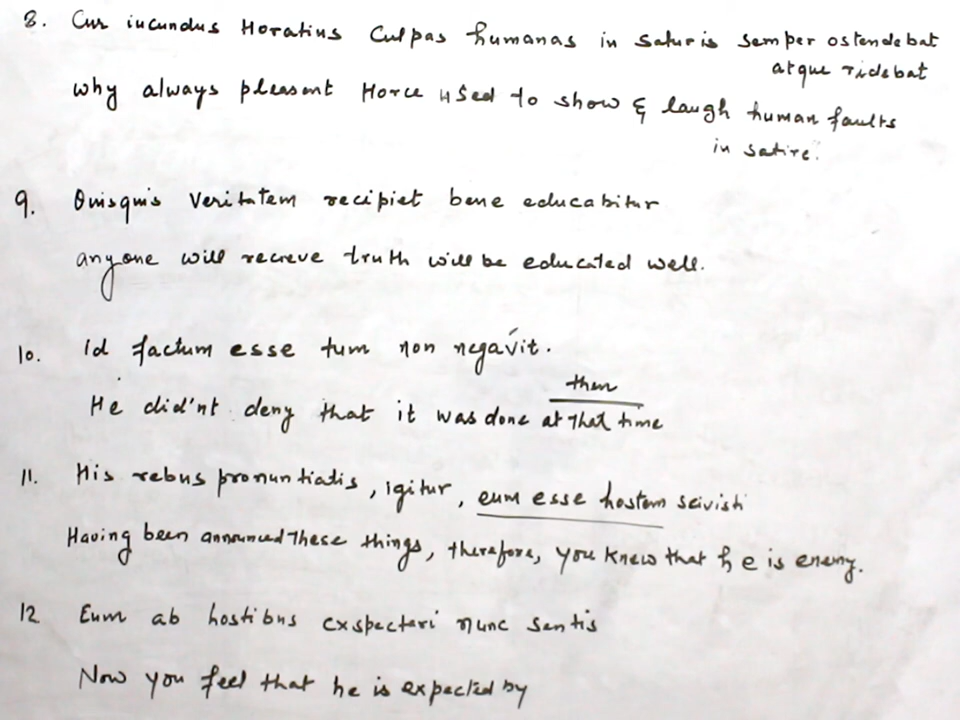 8. Cur iucundus Horatius Culpas humanas in saturis semper ostendebat
atque ridebat
why always pleasant Horce used to show & laugh human faults
in satire.
9. Quisquis Veritatem recipiet bene educabitur
anyone will recieve truth will be educated well.
10. id factum esse tum non negavit.
then
He did'nt deny that it was done at that time
11. His rebus pronuntiatis, igitur, eum esse hostem scivisti
Having been announced These things, therefore, you knew that he is enemy.
12 Eum ab hostibus exspectari nunc sentis
Now you feel that he is expected by